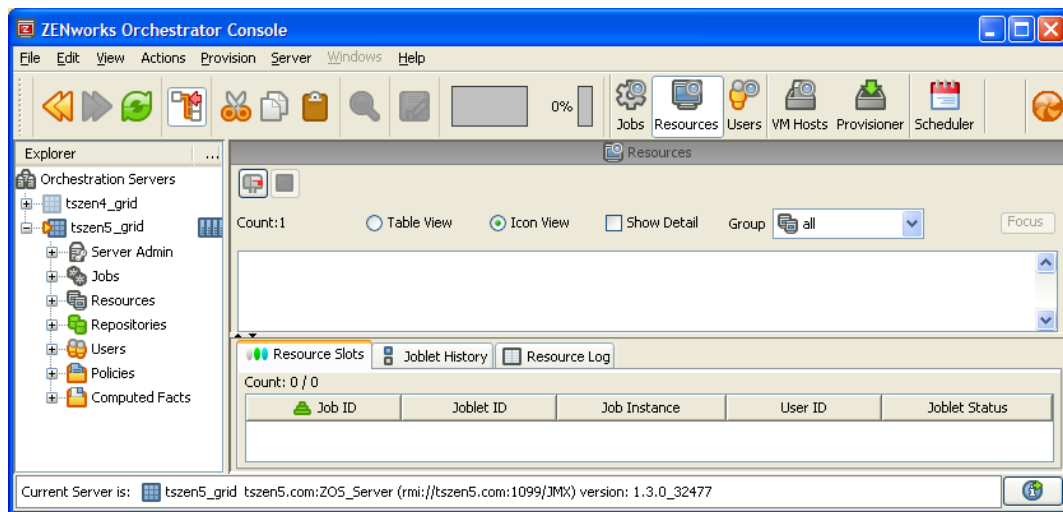 ZENworks Orchestrator Console
File Edit View Actions Provision Server Windows Help
0%
Jobs Resources Users VM Hosts Provisioner Scheduler
Explorer ...
Resources
Orchestration Servers
tszen4_grid
tszen5_grid
Server Admin
Jobs
Resources
Repositories
Users
Policies
Computed Facts
Count:1 Table View Icon View Show Detail Group all Focus
Resource Slots Joblet History Resource Log
Count: 0 / 0
Job ID Joblet ID Job Instance User ID Joblet Status
Current Server is: tszen5_grid tszen5.com:ZOS_Server (rmi://tszen5.com:1099/JMX) version: 1.3.0_32477